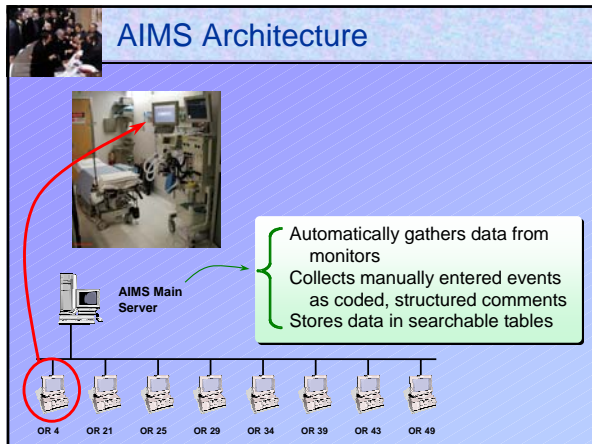 AIMS Architecture
Automatically gathers data from
monitors
Collects manually entered events
as coded, structured comments
Stores data in searchable tables
AIMS Main
Server
OR 4 OR 21 OR 25 OR 29 OR 34 OR 39 OR 43 OR 49